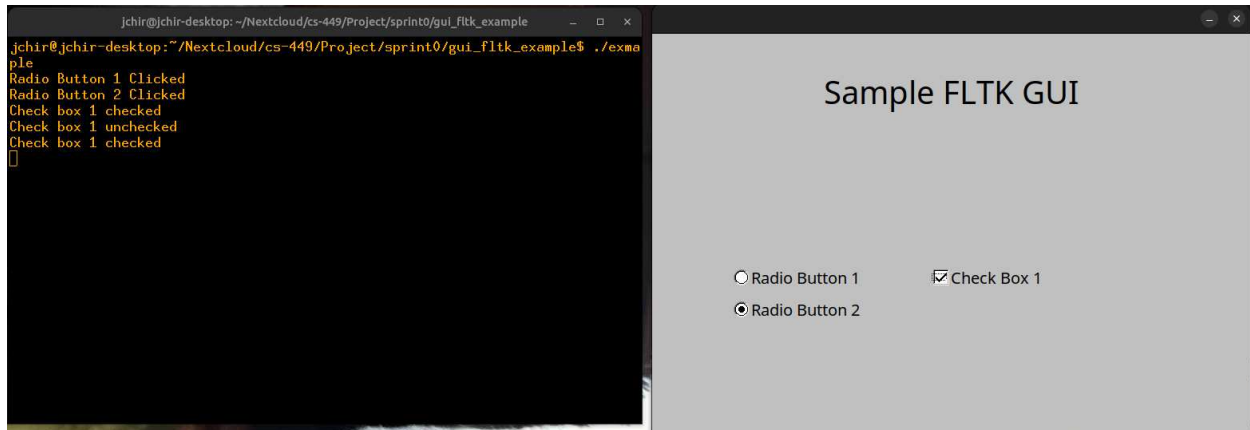 jchir@jchir-desktop: ~/Nextcloud/cs-449/Project/sprint0/gui_fltk_example
jchir@jchir-desktop:~/Nextcloud/cs-449/Project/sprint0/gui_fltk_example$ ./exma
ple
Radio Button 1 Clicked
Radio Button 2 Clicked
Check box 1 checked
Check box 1 unchecked
Check box 1 checked
Sample FLTK GUI
Radio Button 1
Check Box 1
Radio Button 2